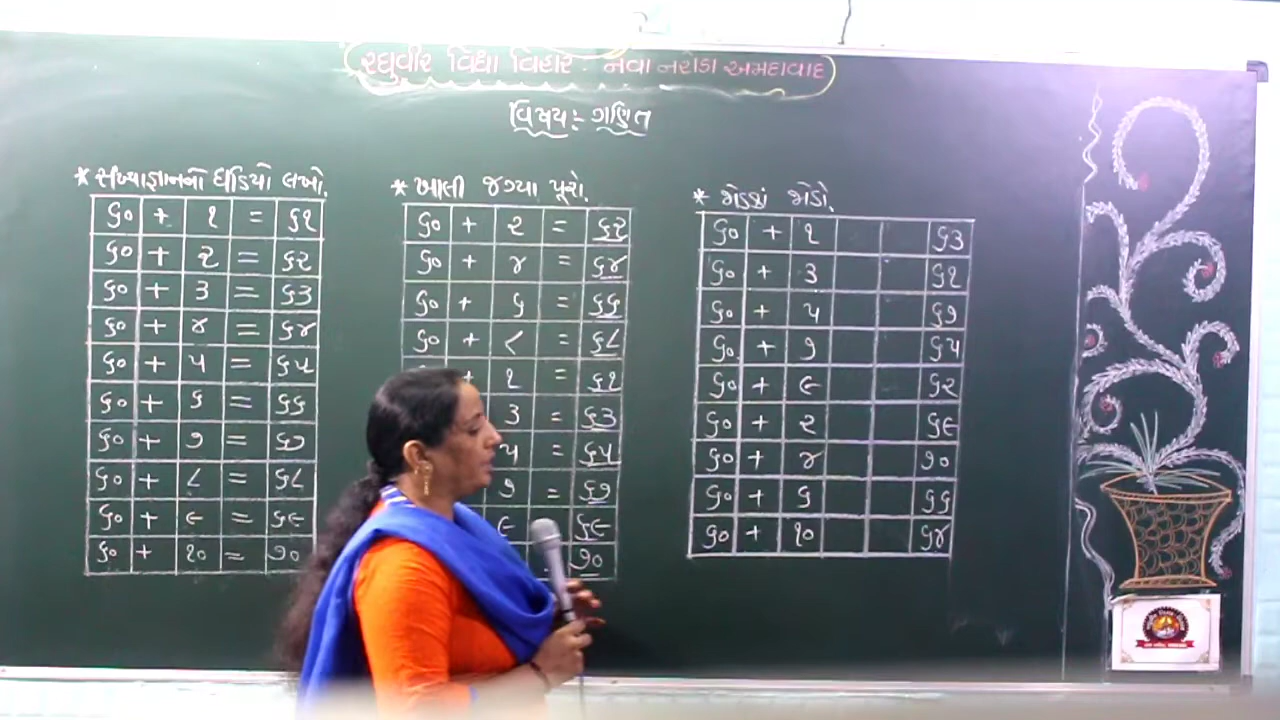 રઘુવીર વિદ્યા વિહાર - નવા નરોડા અમદાવાદ
વિષય:- ગણિત
* સંખ્યાજ્ઞાનનો ઘડિયો લખો.
૬૦ + ૧ = ૬૧
૬૦ + ૨ = ૬૨
૬૦ + ૩ = ૬૩
૬૦ + ૪ = ૬૪
૬૦ + ૫ = ૬૫
૬૦ + ૬ = ૬૬
૬૦ + ૭ = ૬૭
૬૦ + ૮ = ૬૮
૬૦ + ૯ = ૬૯
૬૦ + ૧૦ = ૭૦
* ખાલી જગ્યા પૂરો.
૬૦ + ૨ = ૬૨
૬૦ + ૪ = ૬૪
૬૦ + ૬ = ૬૬
૬૦ + ૮ = ૬૮
૧ = ૬૧
૩ = ૬૩
૫ = ૬૫
૭ = ૬૭
૯ ૬૯
૭૦
* જોડકાં જોડો.
૬૦ + ૧ ૬૩
૬૦ + ૩ ૬૧
૬૦ + ૫ ૬૭
૬૦ + ૭ ૬૫
૬૦ + ૯ ૬૨
૬૦ + ૨ ૬૯
૬૦ + ૪ ૭૦
૬૦ + ૬ ૬૬
૬૦ + ૧૦ ૬૪